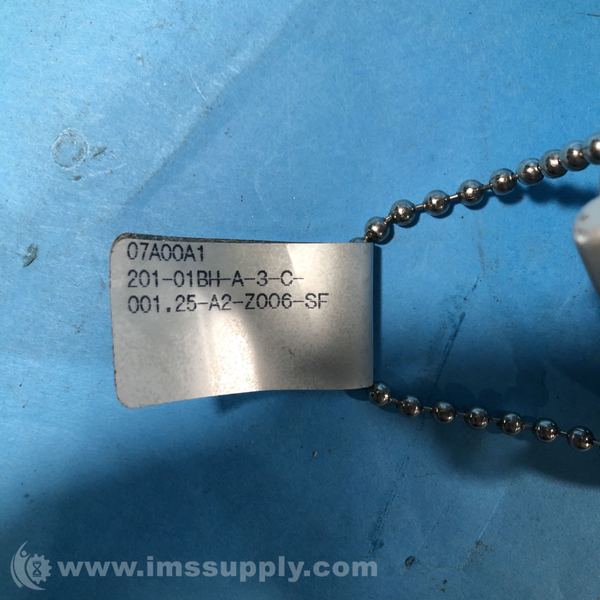 07A00A1
201-01BH-A-3-C-
001.25-A2-Z006-SF
www.imssupply.com